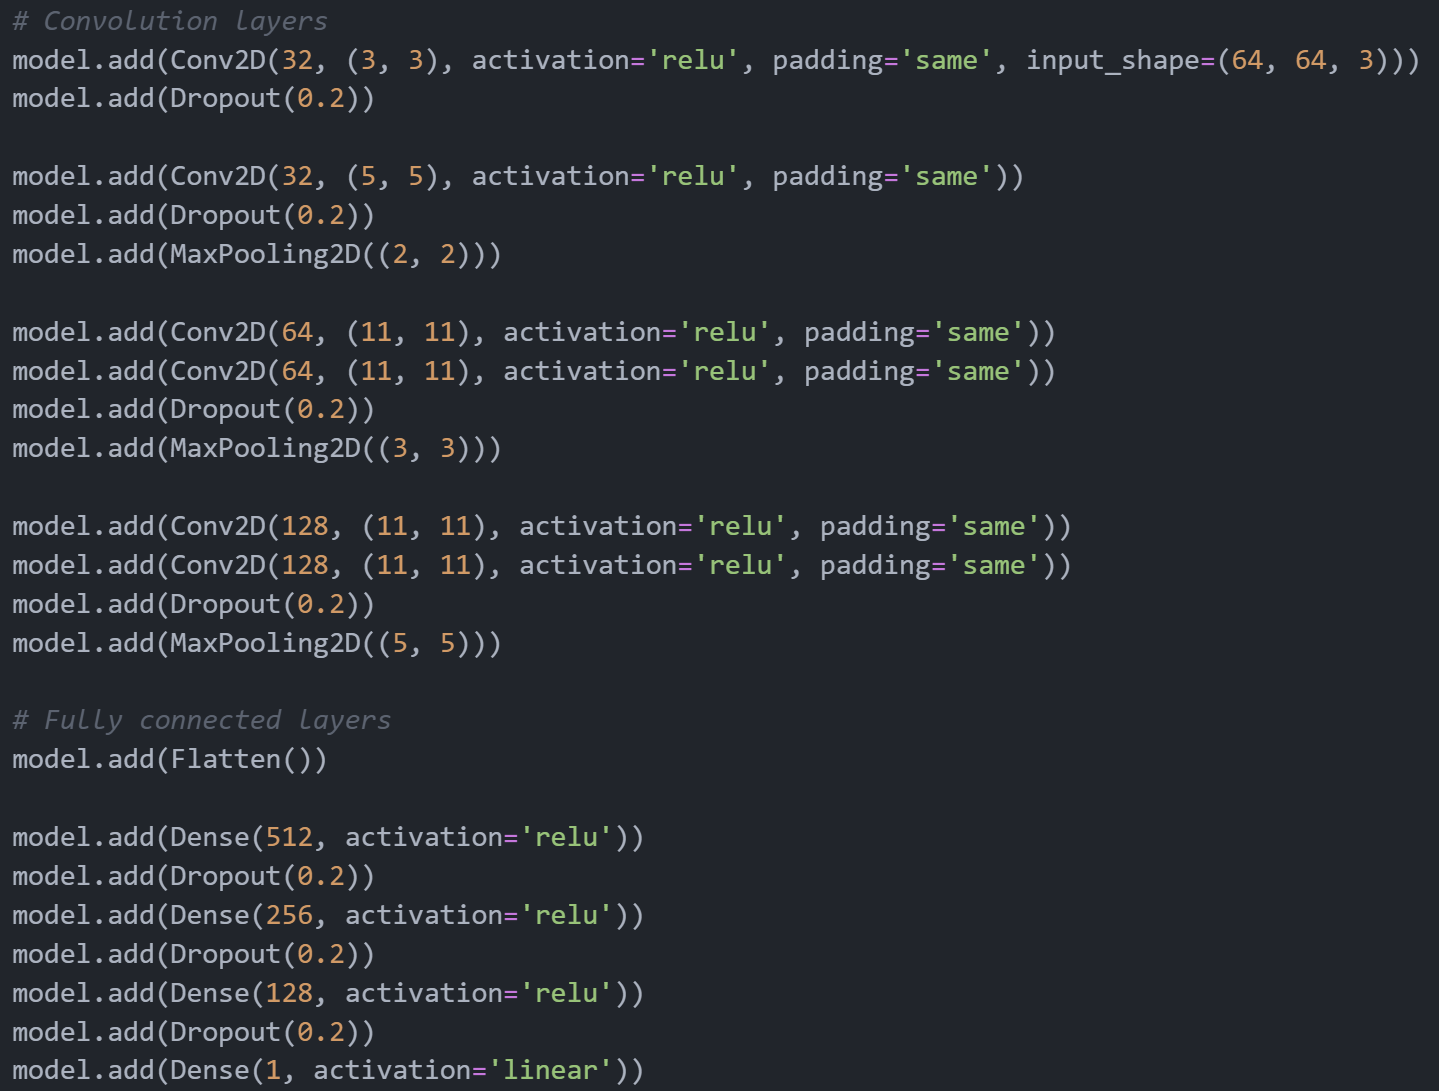 # Convolution layers
model.add(Conv2D(32, (3, 3), activation='relu', padding='same', input_shape=(64, 64, 3)))
model.add(Dropout(0.2))
model.add(Conv2D(32, (5, 5), activation='relu', padding='same'))
model.add(Dropout(0.2))
model.add(MaxPooling2D((2, 2)))
model.add(Conv2D(64, (11, 11), activation='relu', padding='same'))
model.add(Conv2D(64, (11, 11), activation='relu', padding='same'))
model.add(Dropout(0.2))
model.add(MaxPooling2D((3, 3)))
model.add(Conv2D(128, (11, 11), activation='relu', padding='same'))
model.add(Conv2D(128, (11, 11), activation='relu', padding='same'))
model.add(Dropout(0.2))
model.add(MaxPooling2D((5, 5)))
# Fully connected layers
model.add(Flatten())
model.add(Dense(512, activation='relu'))
model.add(Dropout(0.2))
model.add(Dense(256, activation='relu'))
model.add(Dropout(0.2))
model.add(Dense(128, activation='relu'))
model.add(Dropout(0.2))
model.add(Dense(1, activation='linear'))